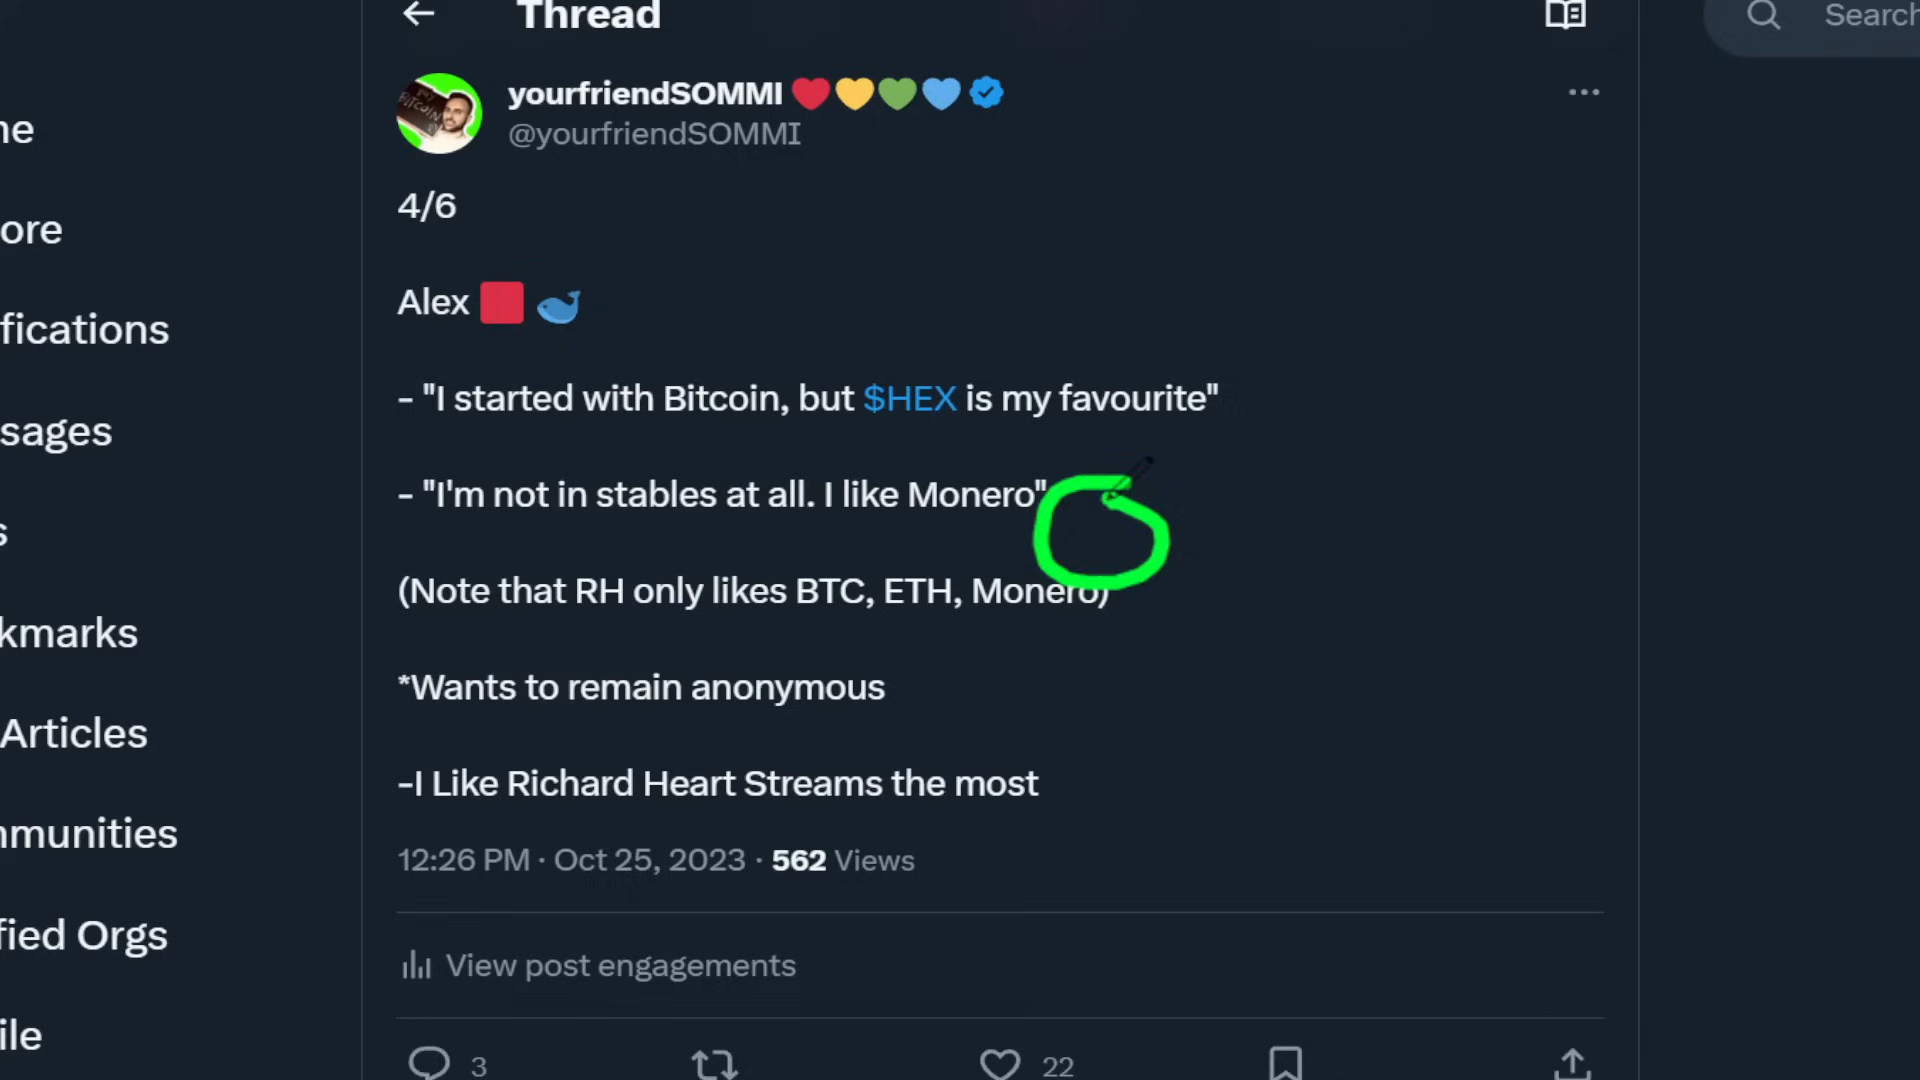 Thread
Search
yourfriendSOMMI
@yourfriendSOMMI
4/6
Alex
- "I started with Bitcoin, but $HEX is my favourite"
- "I'm not in stables at all. I like Monero"
(Note that RH only likes BTC, ETH, Monero)
*Wants to remain anonymous
-I Like Richard Heart Streams the most
12:26 PM · Oct 25, 2023 · 562 Views
View post engagements
3
22
ne
ore
fications
sages
s
kmarks
Articles
mmunities
fied Orgs
ile